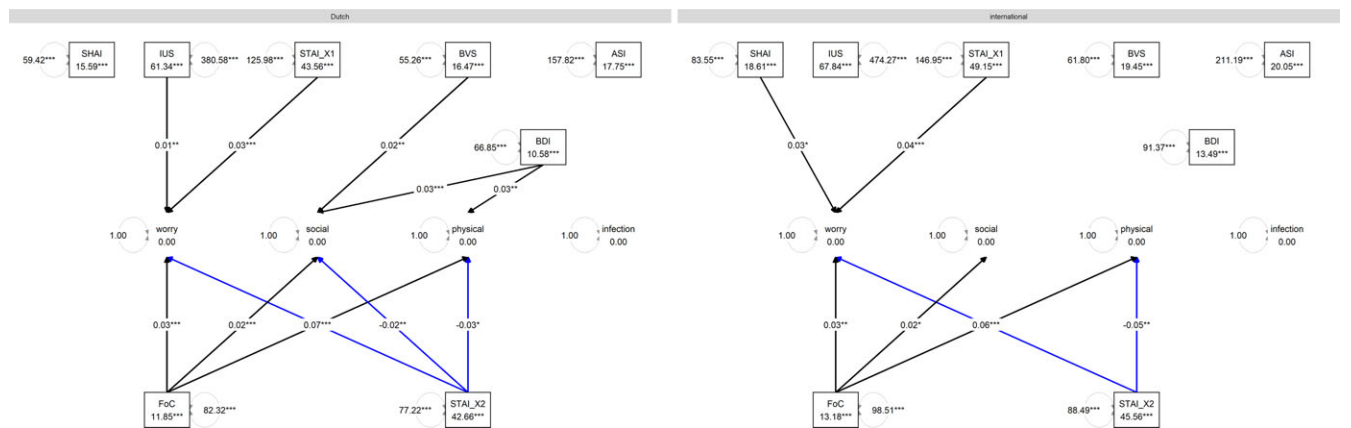 Dutch
59.42***
SHAI
15.59***
IUS
61.34***
380.58***
125.98***
STAI_X1
43.56***
55.26***
BVS
16.47***
157.82***
ASI
17.75***
66.85***
BDI
10.58***
0.01**
0.03***
0.02**
0.03***
0.03**
1.00
worry
0.00
1.00
social
0.00
1.00
physical
0.00
1.00
infection
0.00
0.03***
0.02***
0.07***
-0.02**
-0.03*
FoC
11.85***
82.32***
77.22***
STAI_X2
42.66***
international
83.55***
SHAI
18.61***
IUS
67.84***
474.27***
146.95***
STAI_X1
49.15***
61.80***
BVS
19.45***
211.19***
ASI
20.05***
91.37***
BDI
13.49***
0.03*
0.04***
1.00
worry
0.00
1.00
social
0.00
1.00
physical
0.00
1.00
infection
0.00
0.03**
0.02*
0.06***
-0.05**
FoC
13.18***
98.51***
88.49***
STAI_X2
45.56***